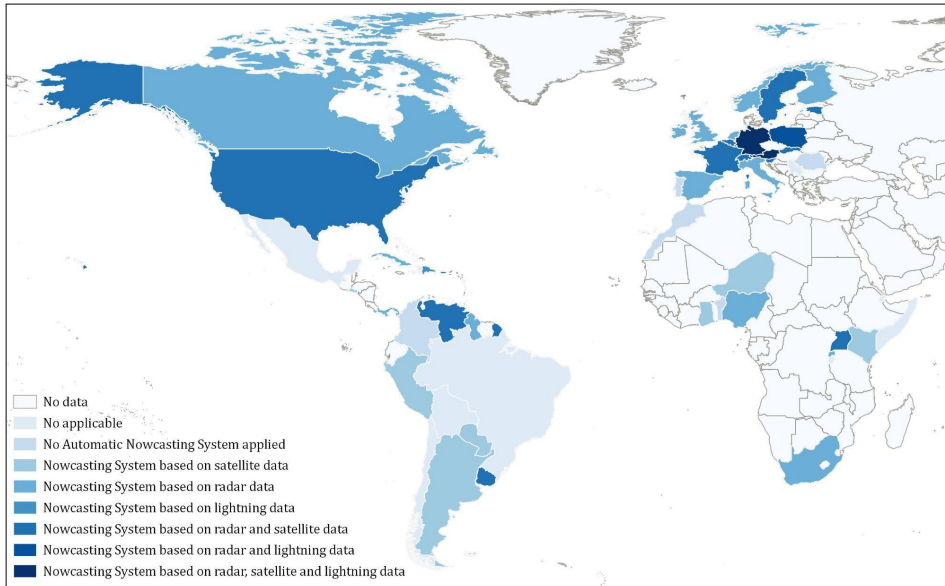 No data
No applicable
No Automatic Nowcasting System applied
Nowcasting System based on satellite data
Nowcasting System based on radar data
Nowcasting System based on lightning data
Nowcasting System based on radar and satellite data
Nowcasting System based on radar and lightning data
Nowcasting System based on radar, satellite and lightning data